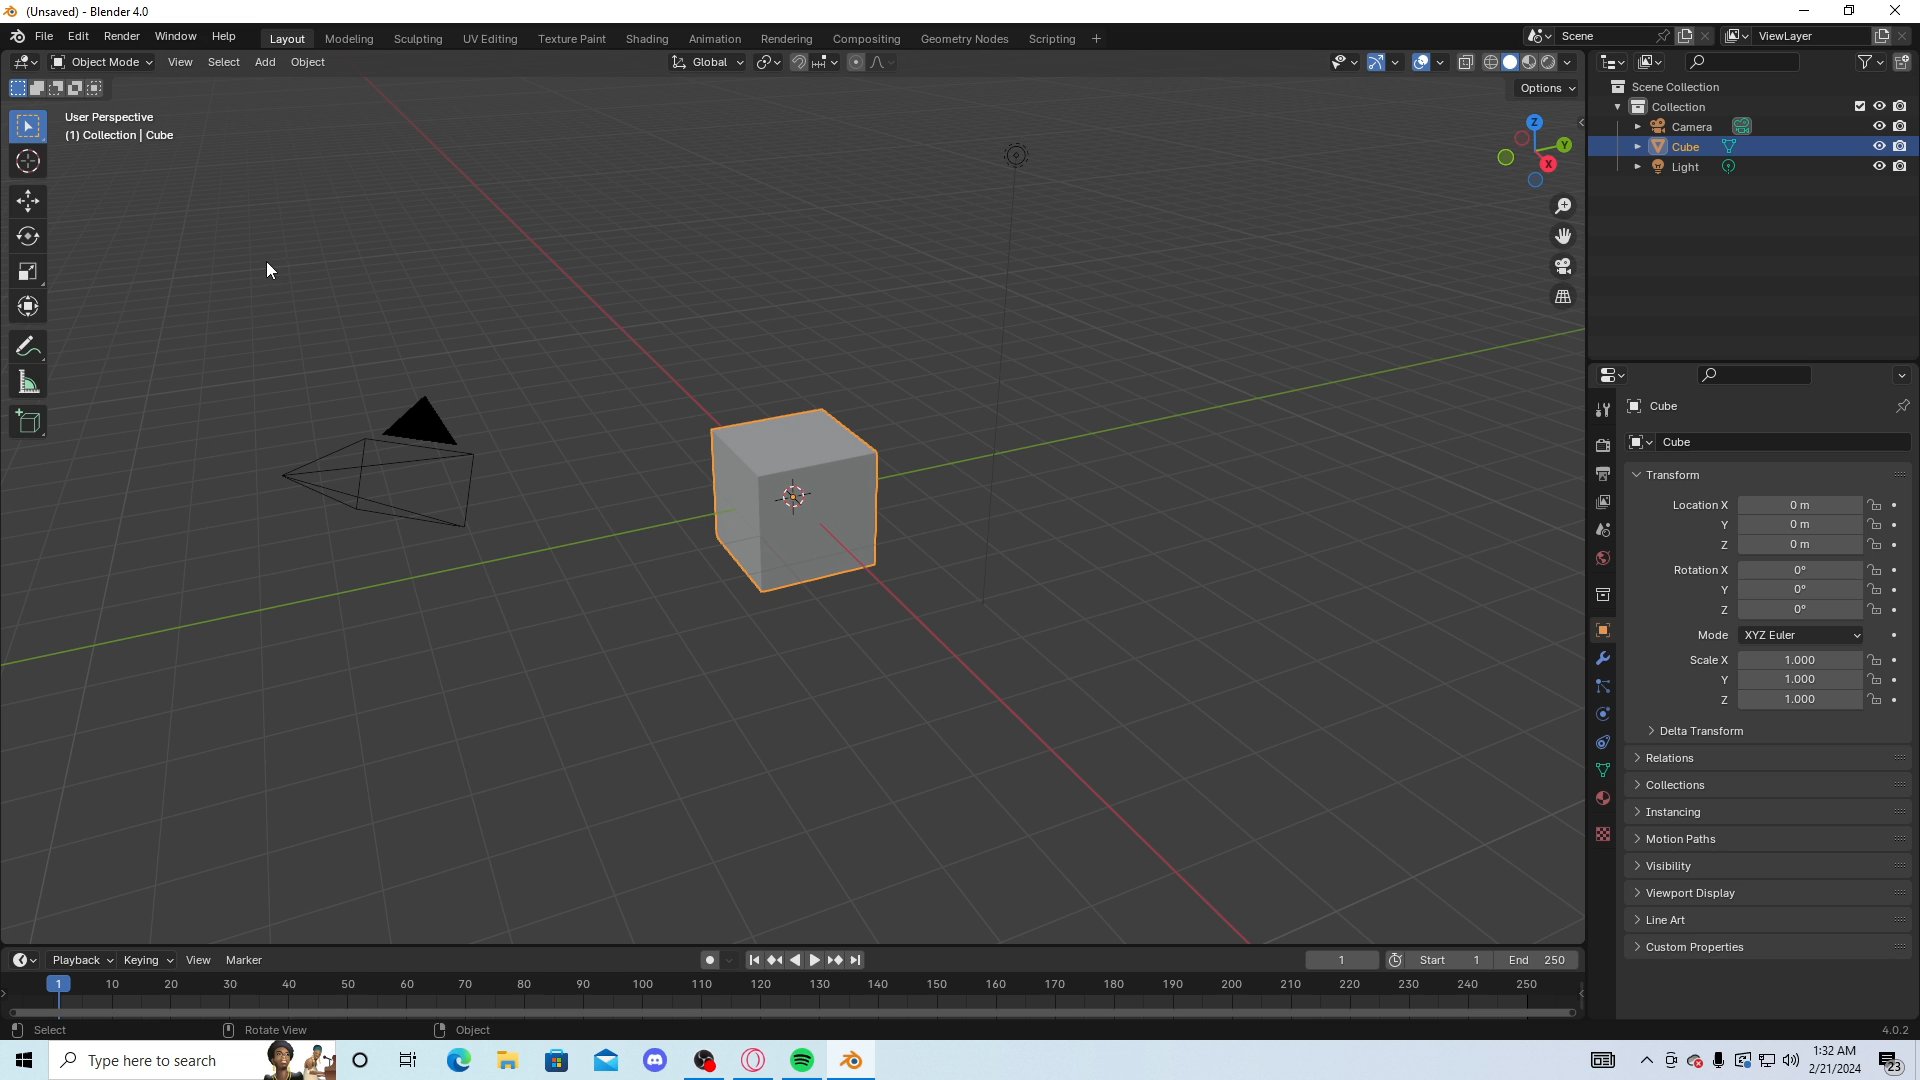 (Unsaved) - Blender 4.0
File Edit Render Window Help
Layout Modeling Sculpting UV Editing Texture Paint Shading Animation Rendering Compositing Geometry Nodes Scripting +
Scene
ViewLayer
Object Mode View Select Add Object
Global
Options
User Perspective
(1) Collection | Cube
Z
Y
X
Scene Collection
Collection
Camera
Cube
Light
Cube
Cube
Transform
Location X 0 m
Y 0 m
Z 0 m
Rotation X 0°
Y 0°
Z 0°
Mode XYZ Euler
Scale X 1.000
Y 1.000
Z 1.000
Delta Transform
Relations
Collections
Instancing
Motion Paths
Visibility
Viewport Display
Line Art
Custom Properties
Playback Keying View Marker
1 Start 1 End 250
1 10 20 30 40 50 60 70 80 90 100 110 120 130 140 150 160 170 180 190 200 210 220 230 240 250
Select Rotate View Object
4.0.2
Type here to search
1:32 AM
2/21/2024
23